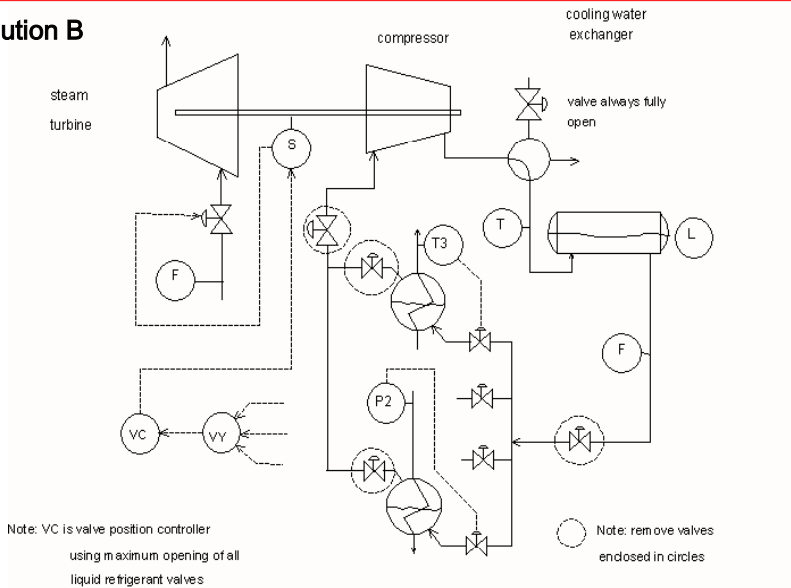 ution B
cooling water
exchanger
compressor
steam
turbine
valve always fully
open
S
T
L
T3
F
F
P2
VC
VY
Note: VC is valve position controller
using maximum opening of all
liquid refrigerant valves
Note: remove valves
enclosed in circles